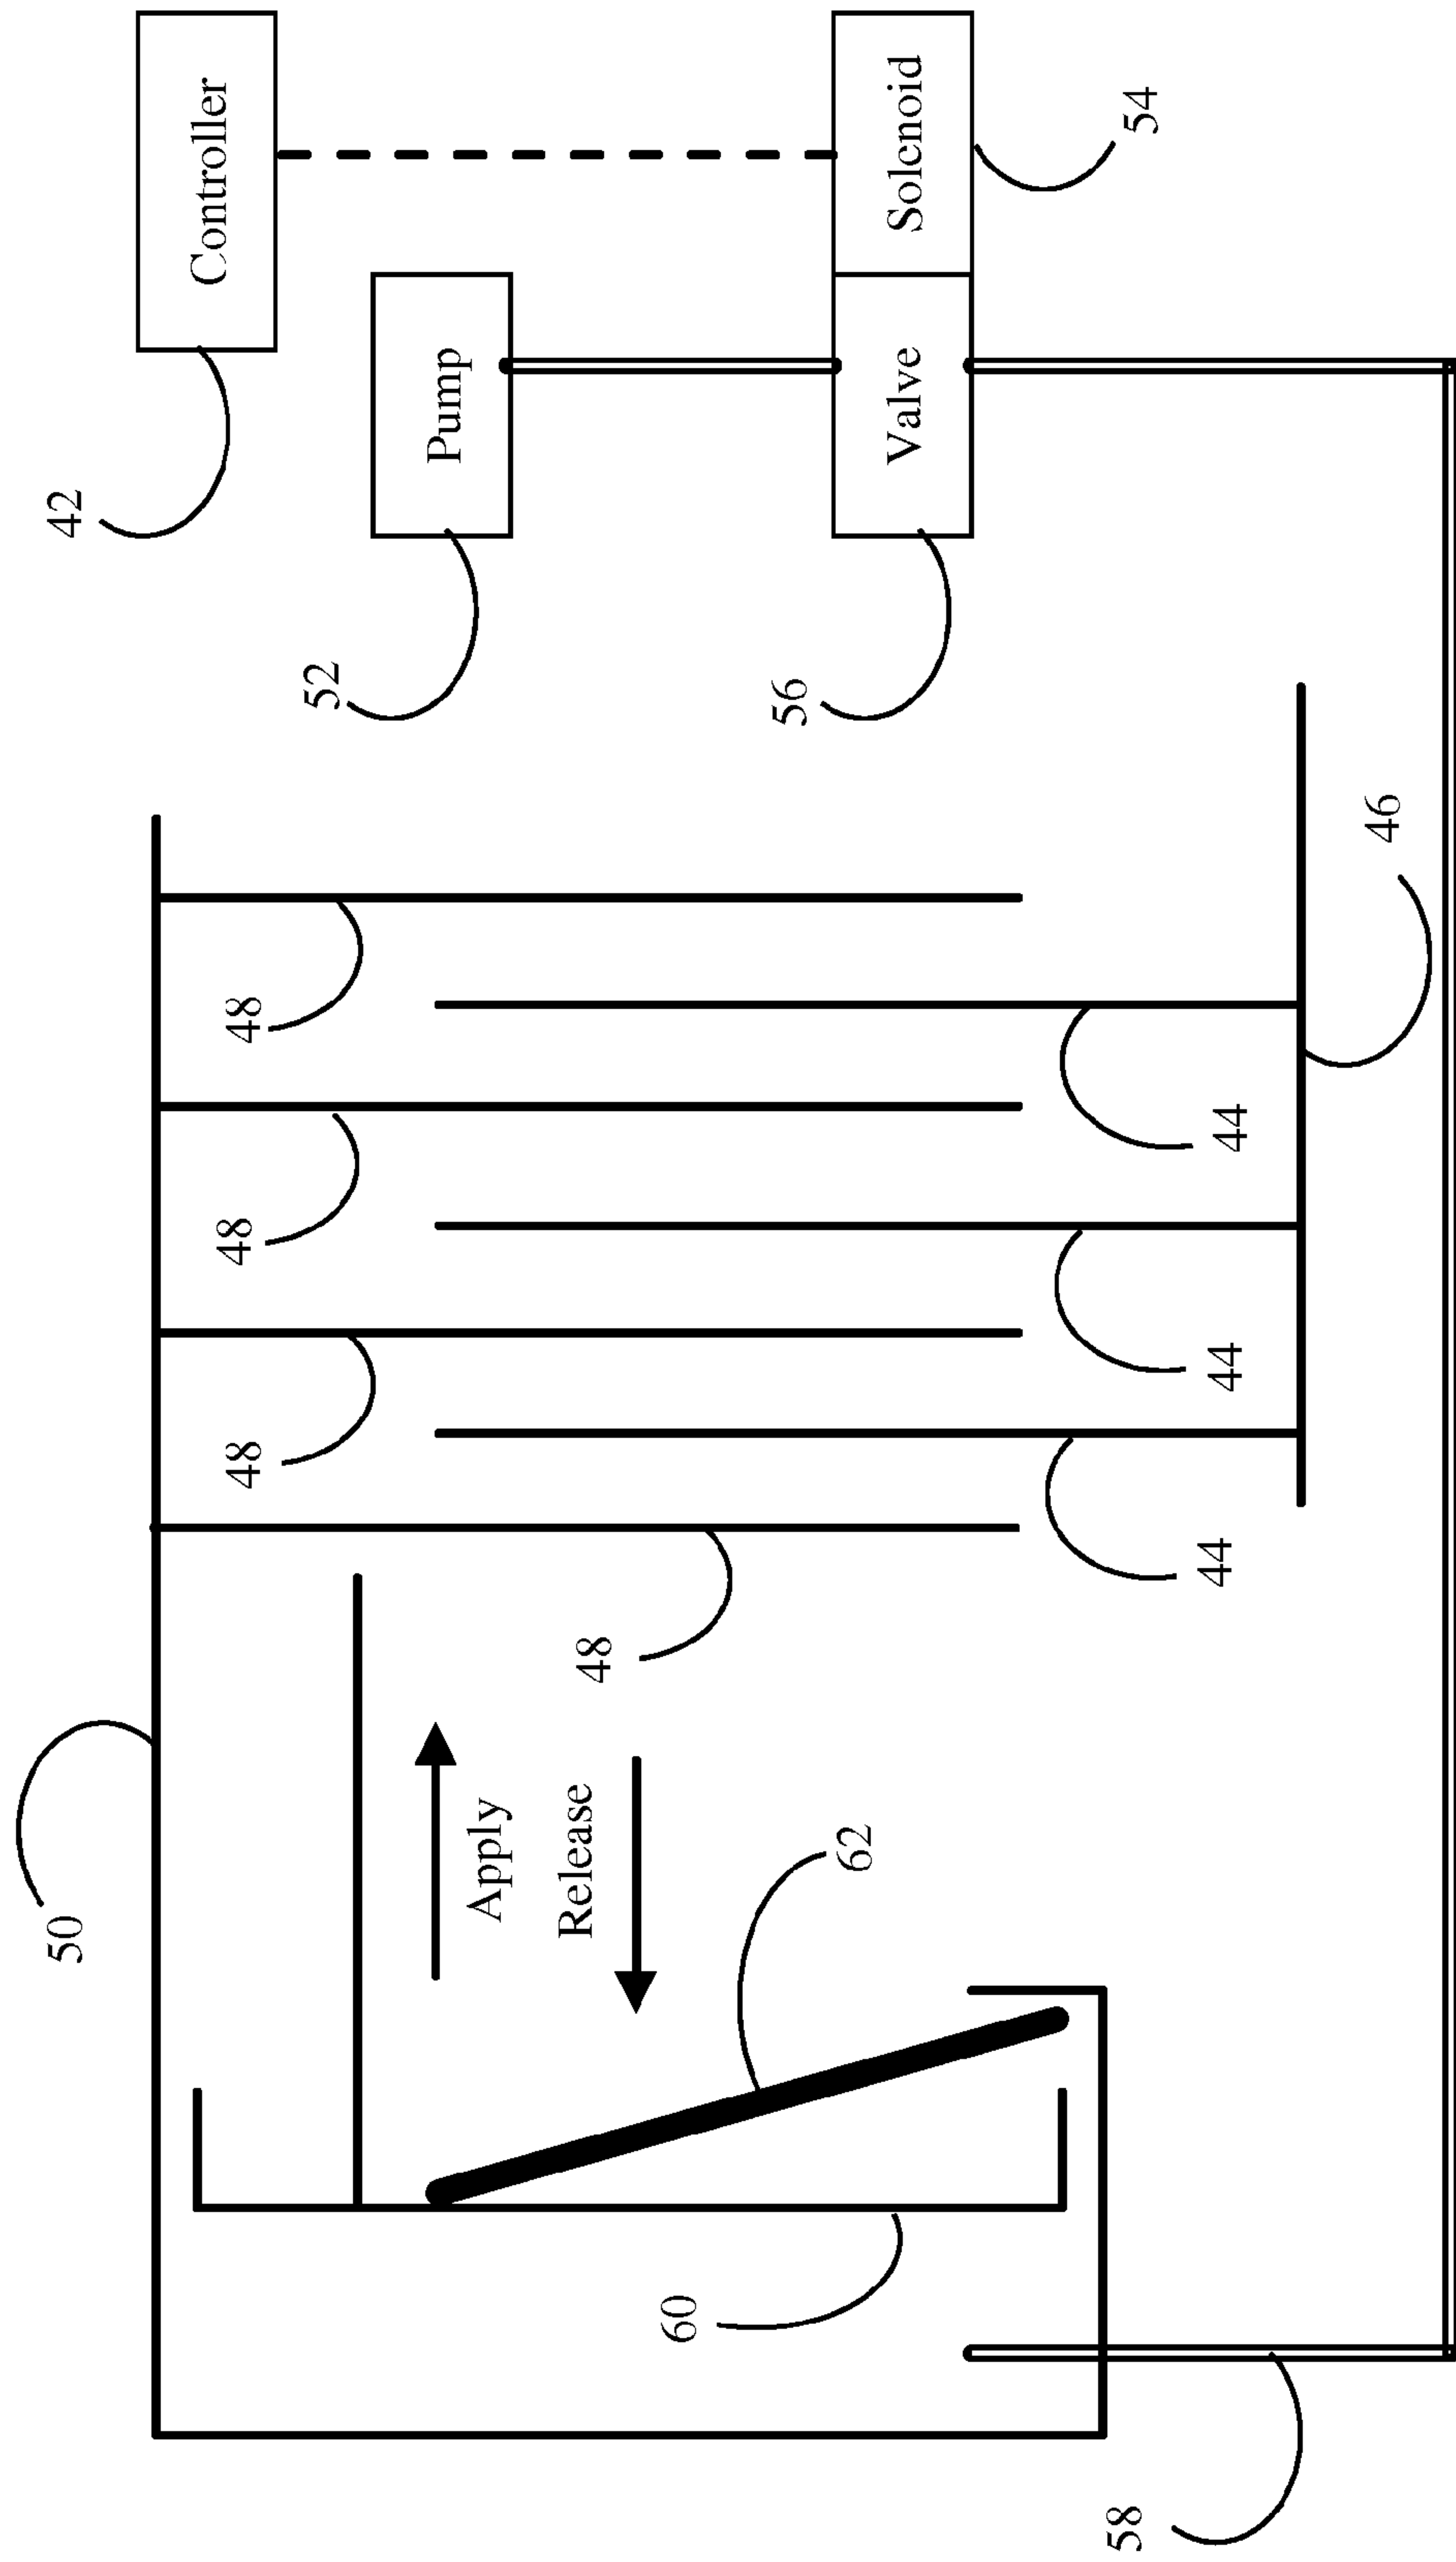 50
42
Controller
48
48
48
52
Pump
Apply
Release
48
60
56
62
Valve
Solenoid
58
54
44
44
44
46